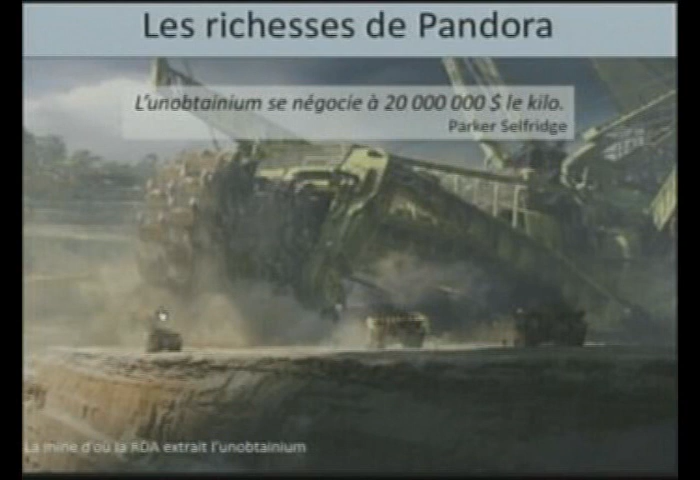 Les richesses de Pandora
L'unobtainium se négocie à 20 000 000 $ le kilo.
Parker Selfridge
La mine d'où la RDA extrait l'unobtainium